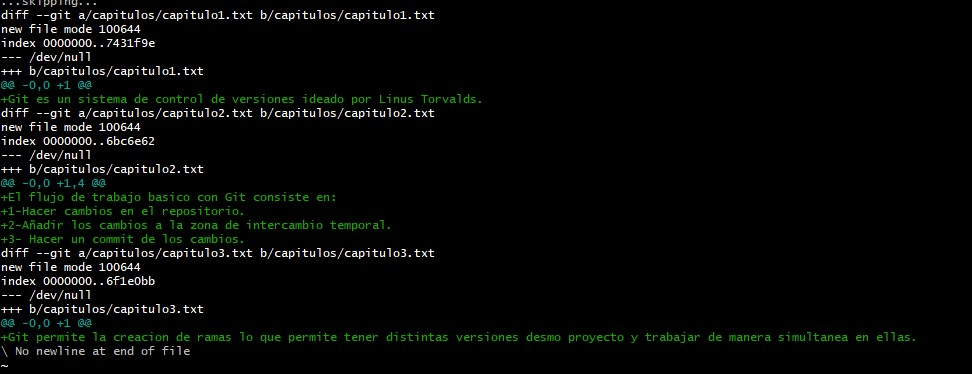 ...skipping...
diff --git a/capitulos/capitulo1.txt b/capitulos/capitulo1.txt
new file mode 100644
index 0000000..7431f9e
--- /dev/null
+++ b/capitulos/capitulo1.txt
@@ -0,0 +1 @@
+Git es un sistema de control de versiones ideado por Linus Torvalds.
diff --git a/capitulos/capitulo2.txt b/capitulos/capitulo2.txt
new file mode 100644
index 0000000..6bc6e62
--- /dev/null
+++ b/capitulos/capitulo2.txt
@@ -0,0 +1,4 @@
+El flujo de trabajo basico con Git consiste en:
+1-Hacer cambios en el repositorio.
+2-Añadir los cambios a la zona de intercambio temporal.
+3- Hacer un commit de los cambios.
diff --git a/capitulos/capitulo3.txt b/capitulos/capitulo3.txt
new file mode 100644
index 0000000..6f1e0bb
--- /dev/null
+++ b/capitulos/capitulo3.txt
@@ -0,0 +1 @@
+Git permite la creacion de ramas lo que permite tener distintas versiones desmo proyecto y trabajar de manera simultanea en ellas.
\ No newline at end of file
~